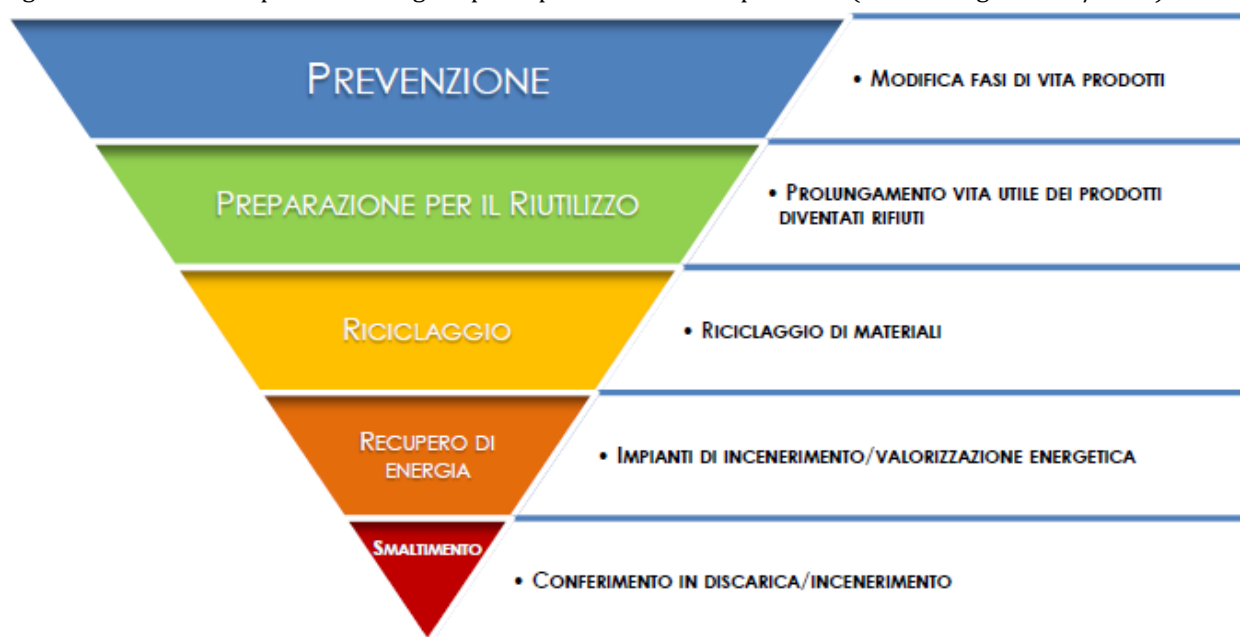 PREVENZIONE
• MODIFICA FASI DI VITA PRODOTTI
PREPARAZIONE PER IL RIUTILIZZO
• PROLUNGAMENTO VITA UTILE DEI PRODOTTI
DIVENTATI RIFIUTI
RICICLAGGIO
• RICICLAGGIO DI MATERIALI
RECUPERO DI
ENERGIA
• IMPIANTI DI INCENERIMENTO/VALORIZZAZIONE ENERGETICA
SMALTIMENTO
• CONFERIMENTO IN DISCARICA/INCENERIMENTO